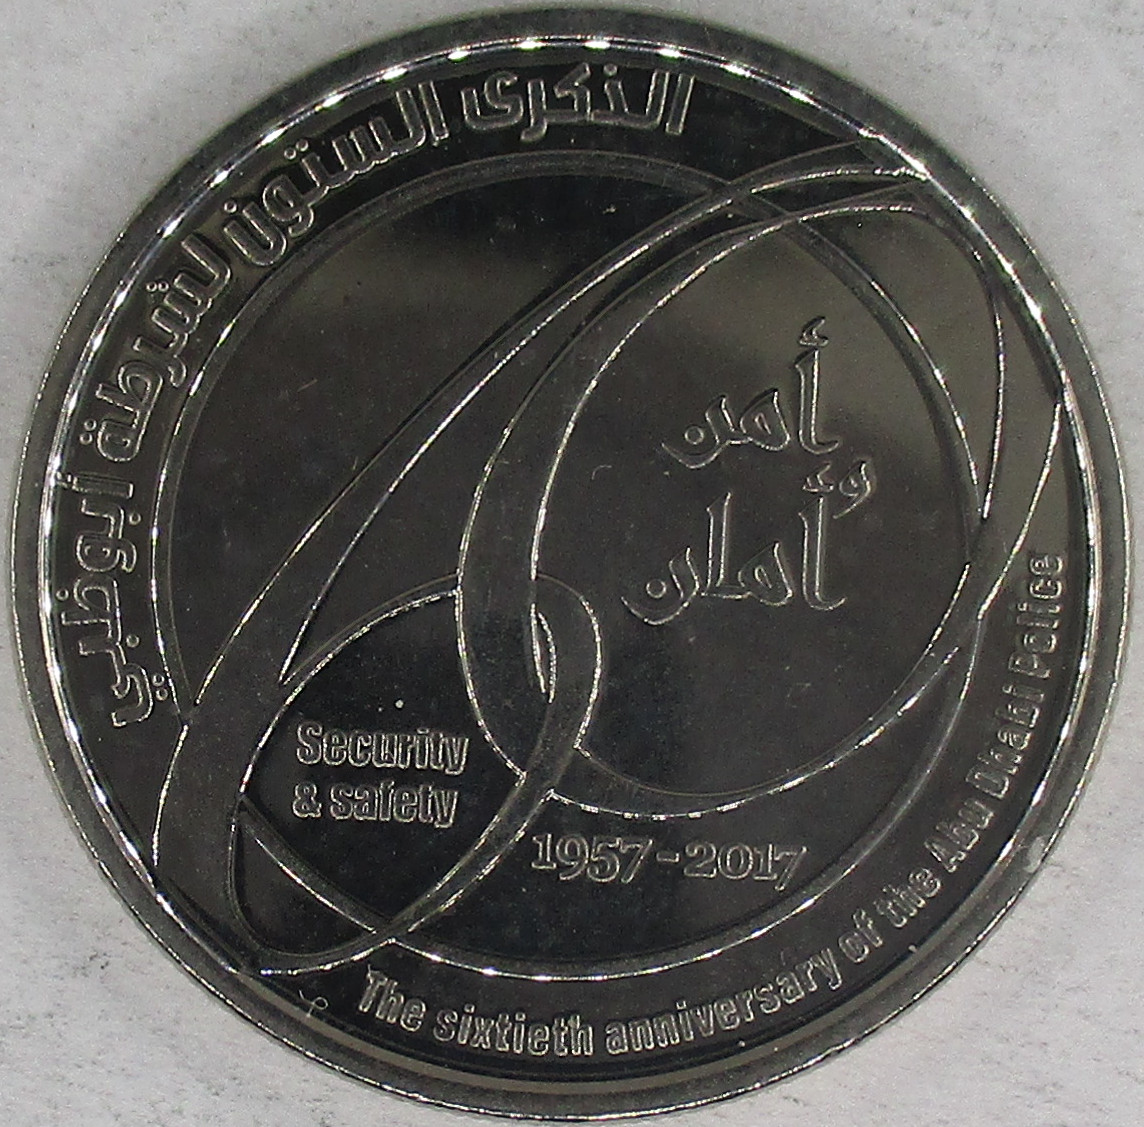 الذكرى الستون لشرطة أبوظبي
أمن
و
أمان
Security
& safety
1957-2017
The sixtieth anniversary of the Abu Dhabi Police